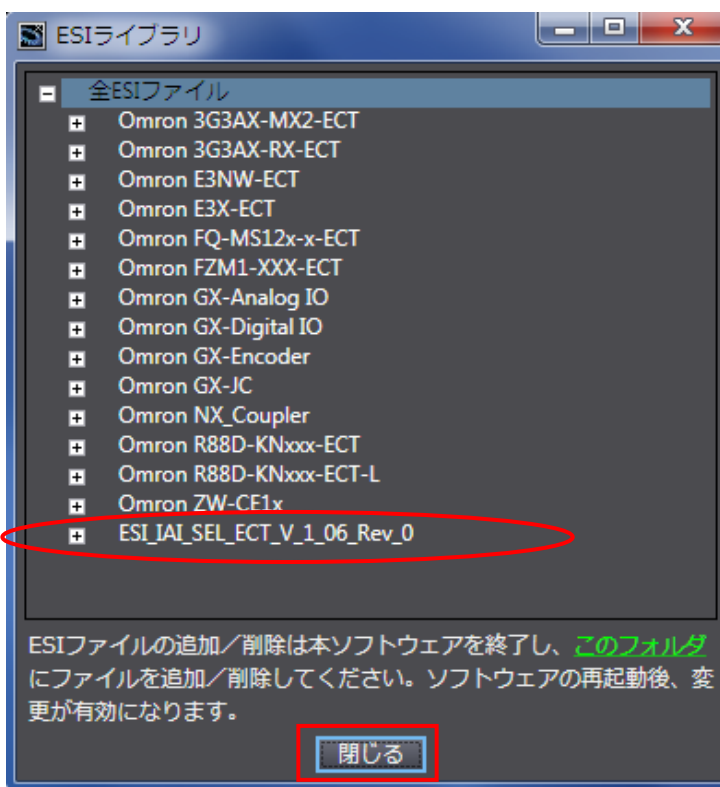 ESIライブラリ
全ESIファイル
Omron 3G3AX-MX2-ECT
Omron 3G3AX-RX-ECT
Omron E3NW-ECT
Omron E3X-ECT
Omron FQ-MS12x-x-ECT
Omron FZM1-XXX-ECT
Omron GX-Analog IO
Omron GX-Digital IO
Omron GX-Encoder
Omron GX-JC
Omron NX_Coupler
Omron R88D-KNxxx-ECT
Omron R88D-KNxxx-ECT-L
Omron ZW-CE1x
ESI_IAI_SEL_ECT_V_1_06_Rev_0
ESIファイルの追加／削除は本ソフトウェアを終了し、このフォルダ
にファイルを追加／削除してください。ソフトウェアの再起動後、変
更が有効になります。
閉じる